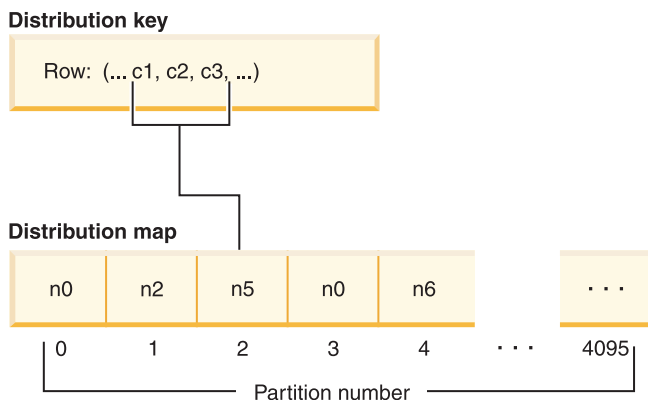 Distribution key
Row: (... c1, c2, c3, ...)
Distribution map
n0 n2 n5 n0 n6 ...
0 1 2 3 4 ... 4095
Partition number